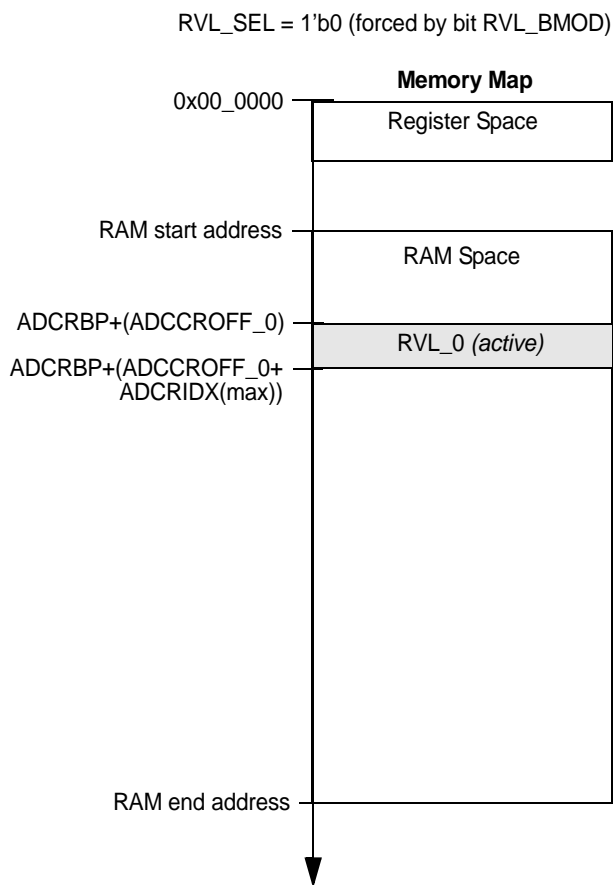 RVL_SEL = 1'b0 (forced by bit RVL_BMOD)
Memory Map
0x00_0000
Register Space
RAM start address
RAM Space
ADCRBP+(ADCCROFF_0)
RVL_0 (active)
ADCRBP+(ADCCROFF_0+
ADCRIDX(max))
RAM end address